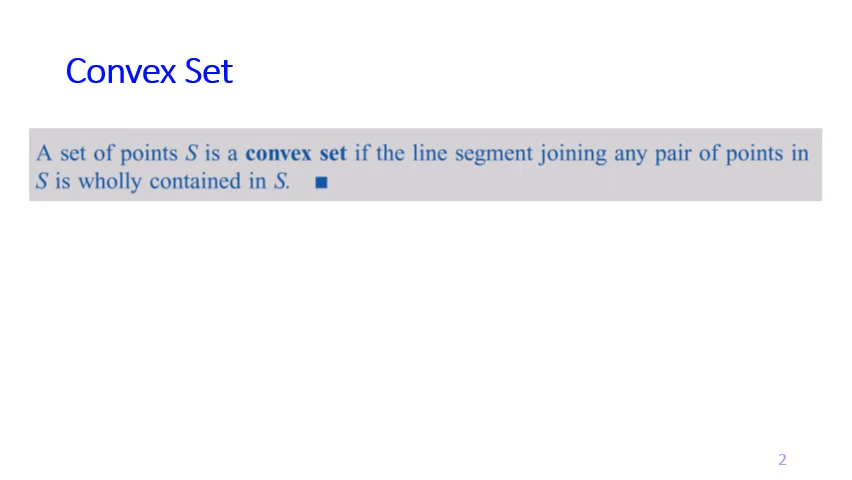 Convex Set
A set of points S is a convex set if the line segment joining any pair of points in
S is wholly contained in S. ■
2